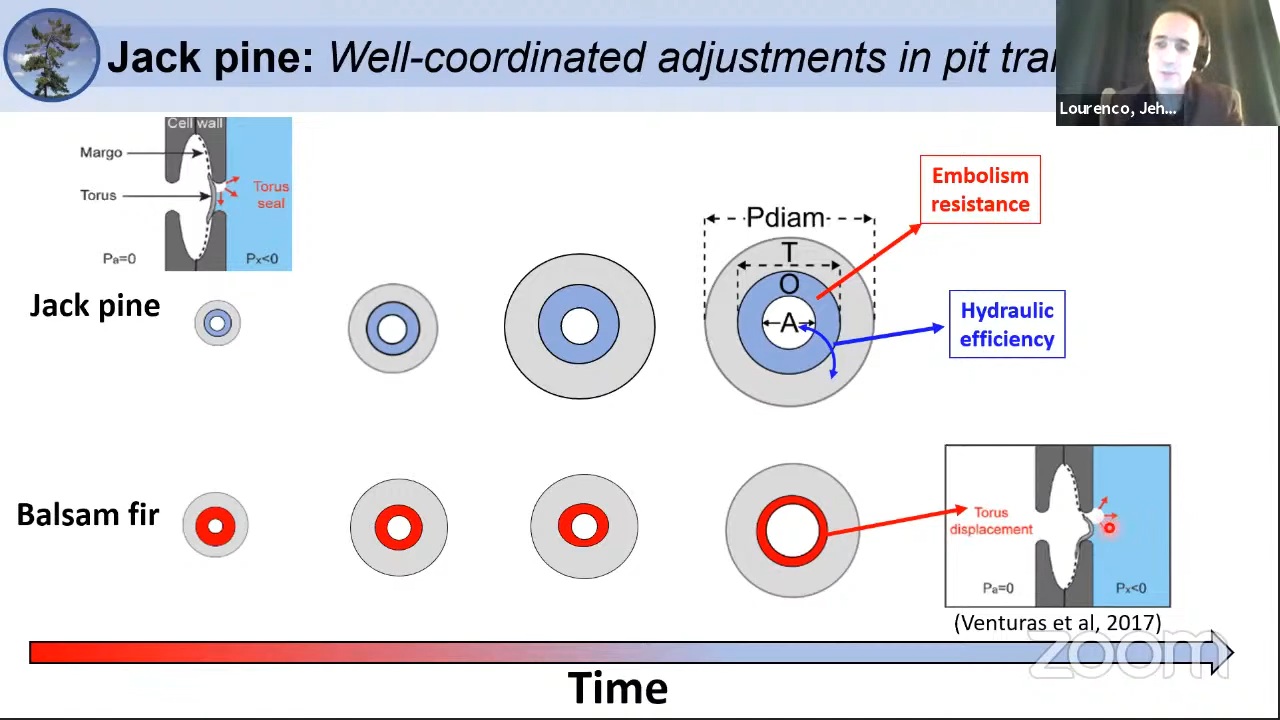 Jack pine: Well-coordinated adjustments in pit
Lourenco, Jeh...
Cell wall
Margo
Torus
Torus
seal
Pa=0
Px<0
Embolism
resistance
Pdiam
T
O
A
Hydraulic
efficiency
Jack pine
Balsam fir
Torus
displacement
Pa=0
Px<0
(Venturas et al, 2017)
zoom
Time